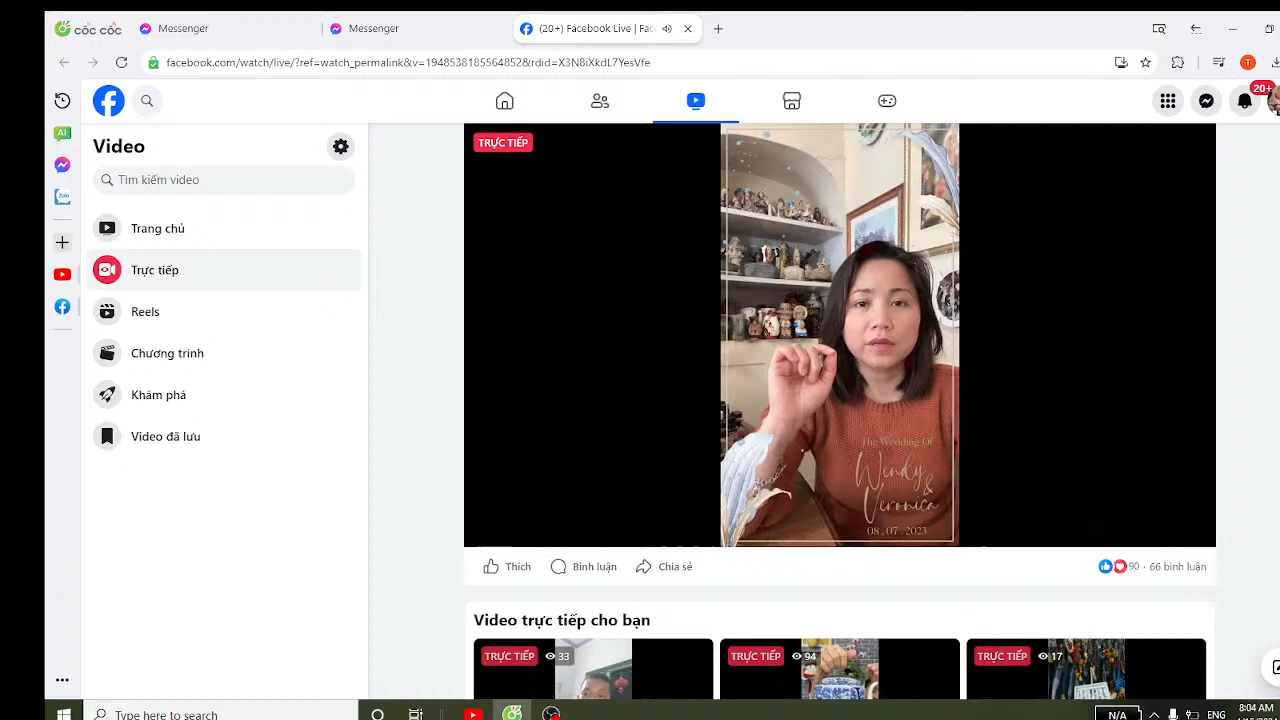 cốc cốc
Messenger
Messenger
(20+) Facebook Live | Fac
facebook.com/watch/live/?ref=watch_permalink&v=1948538185564852&rdid=X3N8iXkdL7YesVfe
T
20+
AI
Zalo
Video
Tìm kiếm video
Trang chủ
Trực tiếp
Reels
Chương trình
Khám phá
Video đã lưu
TRỰC TIẾP
The Wedding Of
Wendy
&
Veronica
08.07.2023
Thích
Bình luận
Chia sẻ
90 · 66 bình luận
Video trực tiếp cho bạn
TRỰC TIẾP 33
TRỰC TIẾP 94
TRỰC TIẾP 17
Type here to search
N/A
ENG
8:04 AM